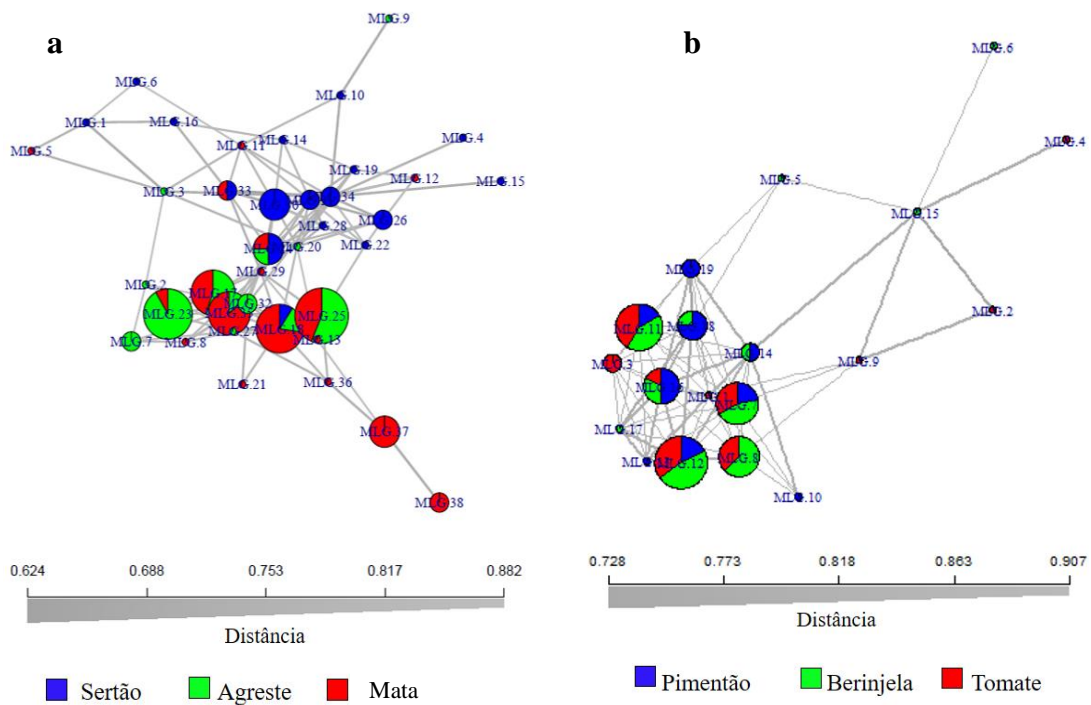 a
MLG.9
MLG.6
MLG.10
MLG.1
MLG.16
MLG.14
MLG.4
MLG.5
MLG.11
MLG.19
MLG.12
MLG.15
MLG.3
MLG.26
MLG.28
MLG.20
MLG.22
MLG.29
MLG.2
MLG.23
MLG.25
MLG.18
MLG.7
MLG.8
MLG.13
MLG.21
MLG.36
MLG.37
MLG.38
0.624 0.688 0.753 0.817 0.882
Distância
Sertão Agreste Mata
b
MLG.6
MLG.4
MLG.5
MLG.15
MLG.19
MLG.2
MLG.11
MLG.14
MLG.3
MLG.9
MLG.7
MLG.17
MLG.12
MLG.8
MLG.10
0.728 0.773 0.818 0.863 0.907
Distância
Pimentão Berinjela Tomate